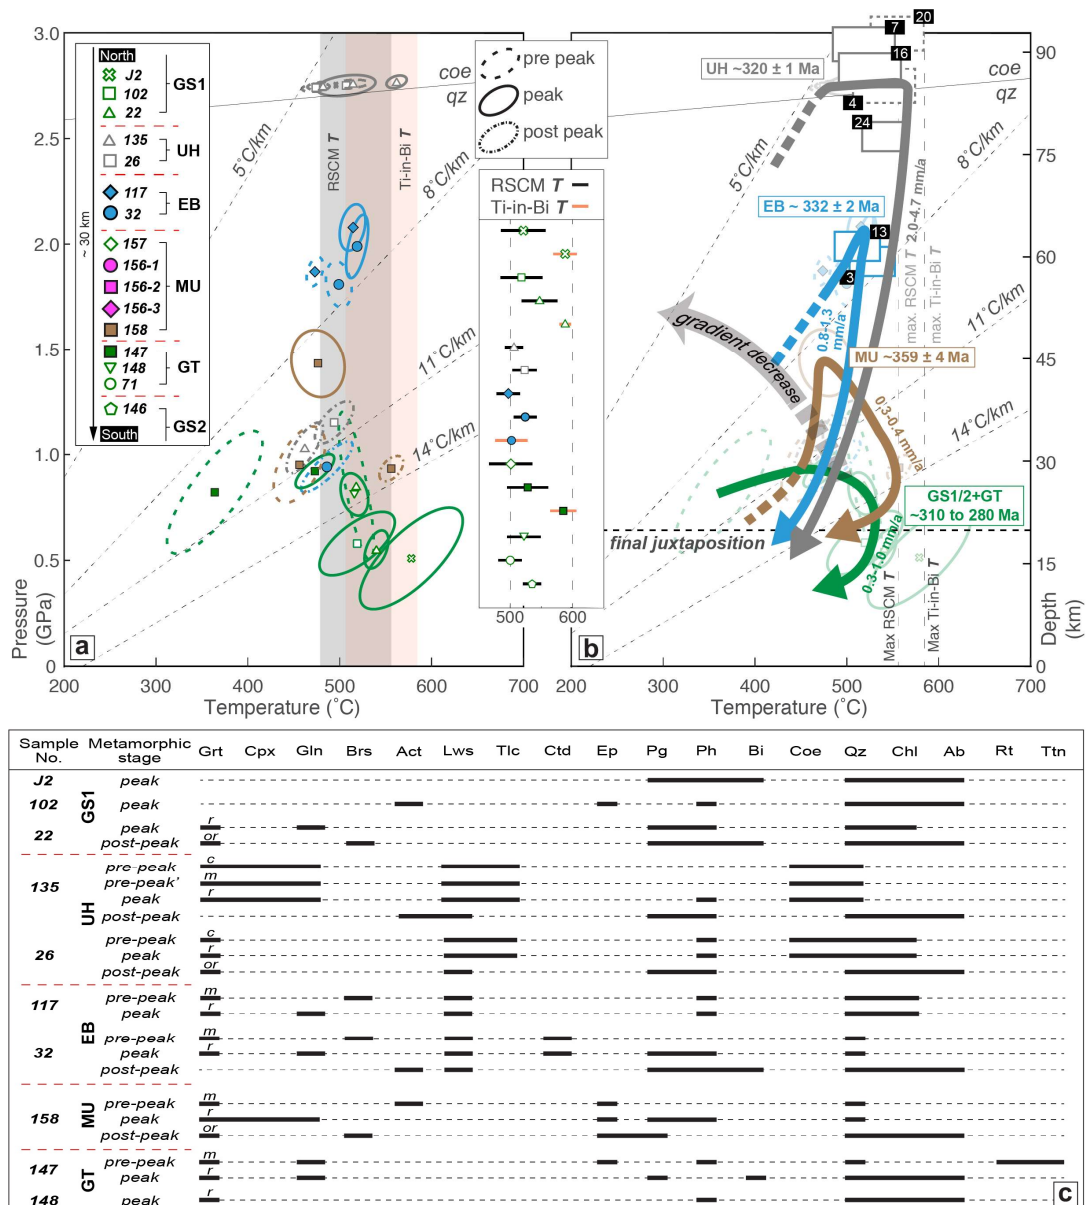 3.0
2.5
2.0
1.5
1.0
0.5
0
Pressure
(GPa)
North
J2
102
22
GS1
135
26
UH
117
32
EB
157
156-1
156-2
156-3
158
MU
147
148
71
GT
146
GS2
South
~ 30 km
a
coe
qz
5˚C/km
8˚C/km
11˚C/km
14˚C/km
RSCM T
Ti-in-Bi T
200
300
400
500
600
700
Temperature (˚C)
pre peak
peak
post peak
RSCM T
Ti-in-Bi T
500
600
b
UH ~320 ± 1 Ma
7
20
16
4
24
coe
qz
5˚C/km
8˚C/km
11˚C/km
14˚C/km
EB ~ 332 ± 2 Ma
13
3
2.0-4.7 mm/a
max. RSCM T
max. Ti-in-Bi T
0.8-1.3
mm/a
MU ~359 ± 4 Ma
gradient decrease
0.3-0.4 mm/a
GS1/2+GT
~310 to 280 Ma
final juxtaposition
0.3-1.0 mm/a
Max RSCM T
Max Ti-in-Bi T
90
75
60
45
30
15
0
Depth
(km)
200
300
400
500
600
700
Temperature (˚C)
Sample No. Metamorphic stage Grt Cpx Gln Brs Act Lws Tlc Ctd Ep Pg Ph Bi Coe Qz Chl Ab Rt Ttn
GS1
J2 peak
102 peak
22 peak r
post-peak or
UH
135 pre-peak c
pre-peak' m
peak r
post-peak
26 pre-peak c
peak r
post-peak or
EB
117 pre-peak m
peak r
32 pre-peak m
peak r
post-peak
MU
158 pre-peak m
peak r
post-peak or
GT
147 pre-peak m
peak r
148 peak r
c